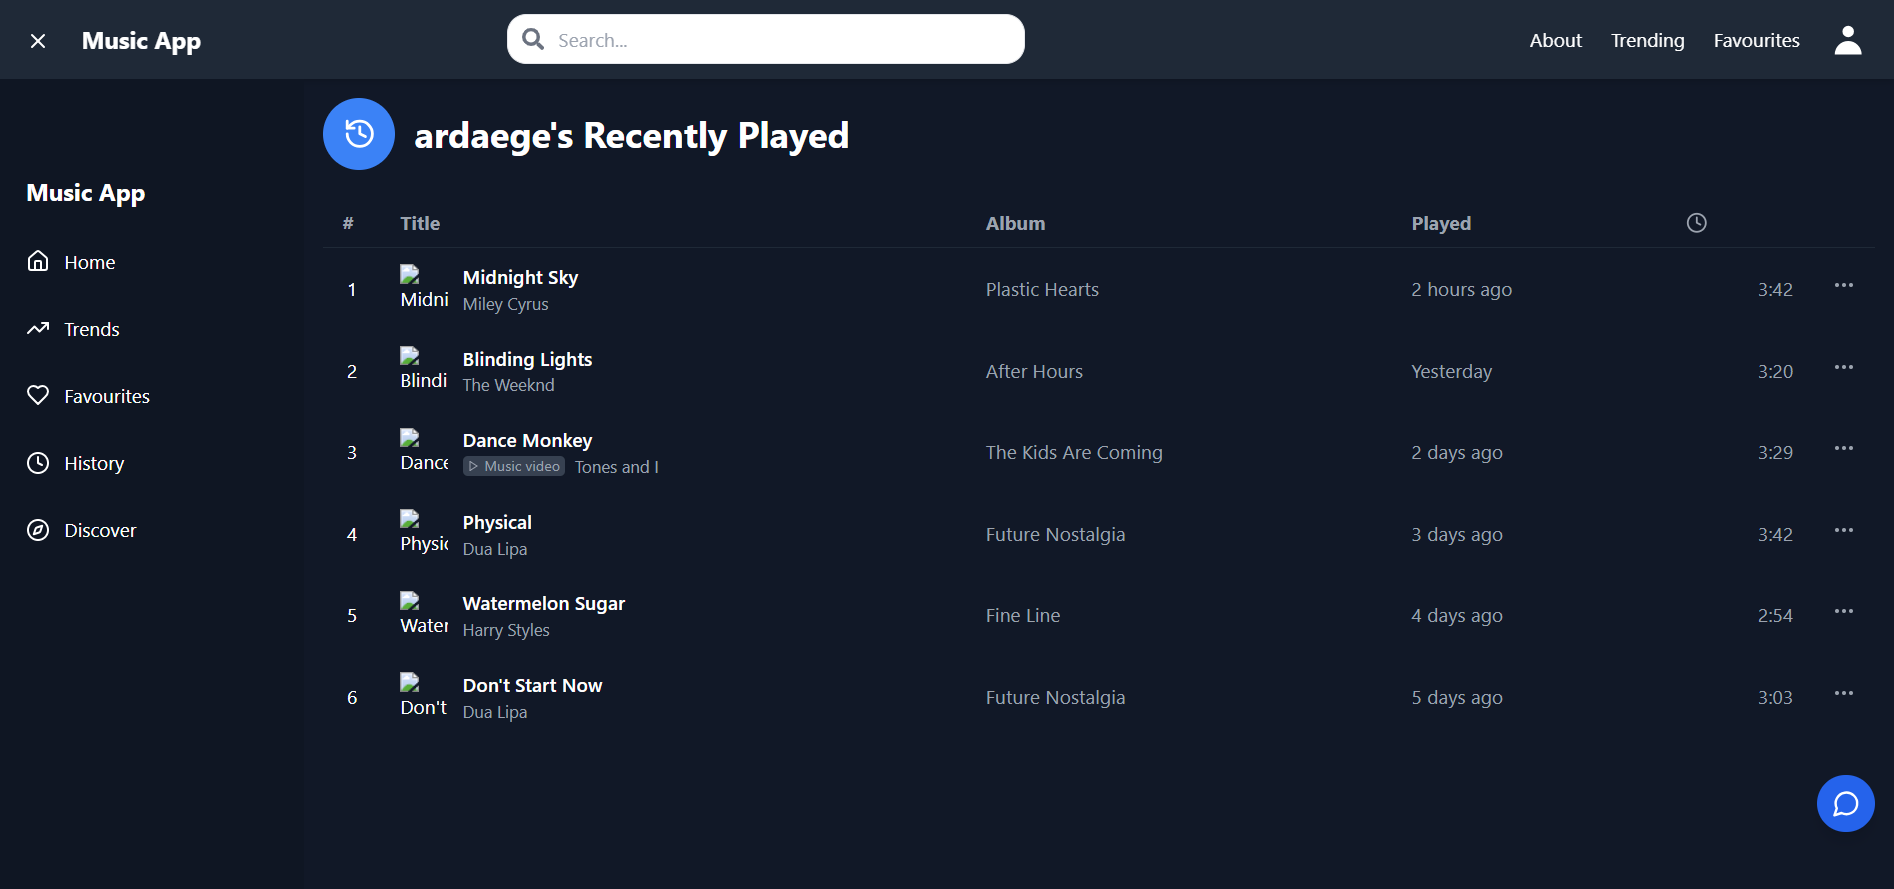 Music App
Search...
About Trending Favourites
Music App
Home
Trends
Favourites
History
Discover
ardaege's Recently Played
# Title Album Played
1 Midni Midnight Sky Plastic Hearts 2 hours ago 3:42
Miley Cyrus
2 Blindi Blinding Lights After Hours Yesterday 3:20
The Weeknd
3 Dance Dance Monkey The Kids Are Coming 2 days ago 3:29
Music video Tones and I
4 Physic Physical Future Nostalgia 3 days ago 3:42
Dua Lipa
5 Water Watermelon Sugar Fine Line 4 days ago 2:54
Harry Styles
6 Don't Don't Start Now Future Nostalgia 5 days ago 3:03
Dua Lipa